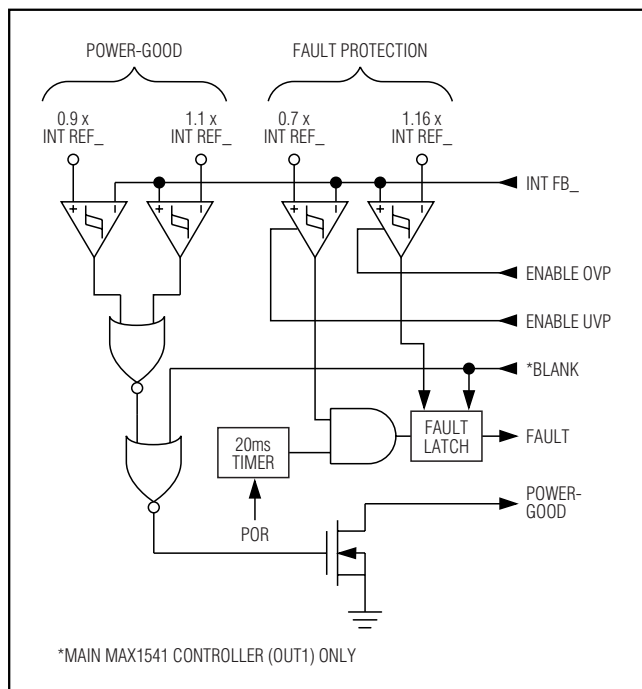 POWER-GOOD
FAULT PROTECTION
0.9 x
INT REF_
1.1 x
INT REF_
0.7 x
INT REF_
1.16 x
INT REF_
+
-
+
-
+
-
+
-
INT FB_
ENABLE OVP
ENABLE UVP
*BLANK
20ms
TIMER
FAULT
LATCH
FAULT
POR
POWER-
GOOD
*MAIN MAX1541 CONTROLLER (OUT1) ONLY